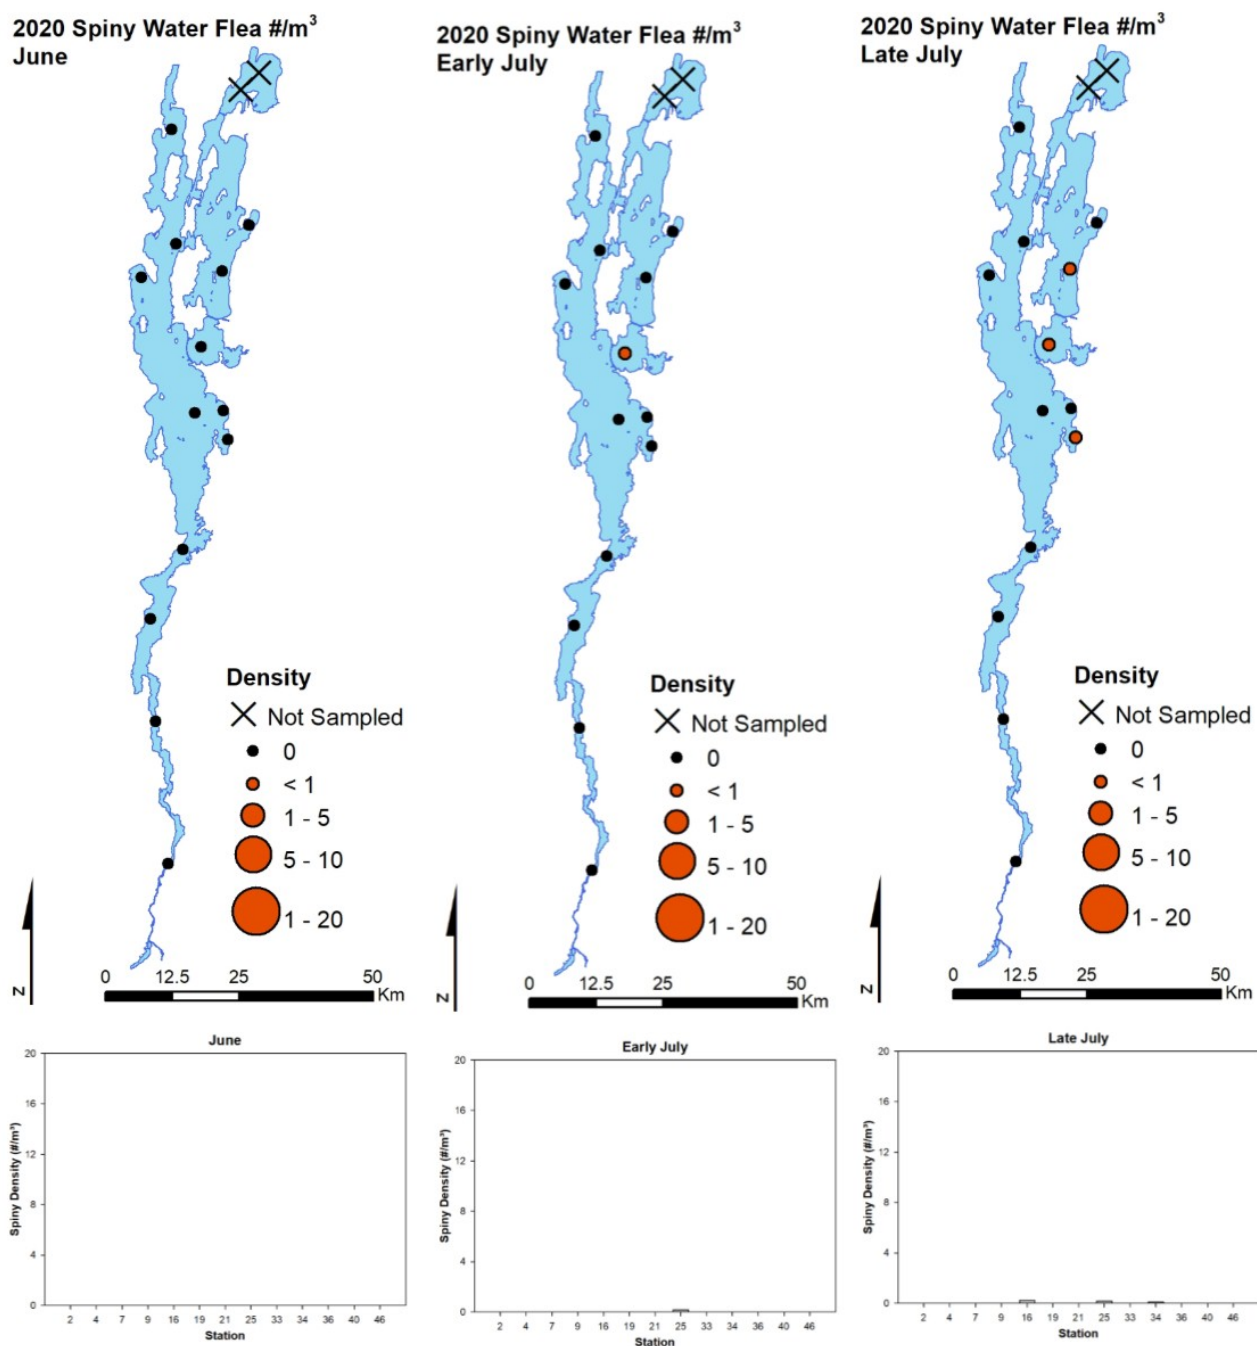 2020 Spiny Water Flea #/m³
June
Density
Not Sampled
0
< 1
1 - 5
5 - 10
1 - 20
N
0 12.5 25 50
Km
2020 Spiny Water Flea #/m³
Early July
Density
Not Sampled
0
< 1
1 - 5
5 - 10
1 - 20
N
0 12.5 25 50
Km
2020 Spiny Water Flea #/m³
Late July
Density
Not Sampled
0
< 1
1 - 5
5 - 10
1 - 20
N
0 12.5 25 50
Km
June
Spiny Density (#/m³)
20
16
12
8
4
0
2 4 7 9 16 19 21 25 33 34 36 40 46
Station
Early July
Spiny Density (#/m³)
20
16
12
8
4
0
2 4 7 9 16 19 21 25 33 34 36 40 46
Station
Late July
Spiny Density (#/m³)
20
16
12
8
4
0
2 4 7 9 16 19 21 25 33 34 36 40 46
Station